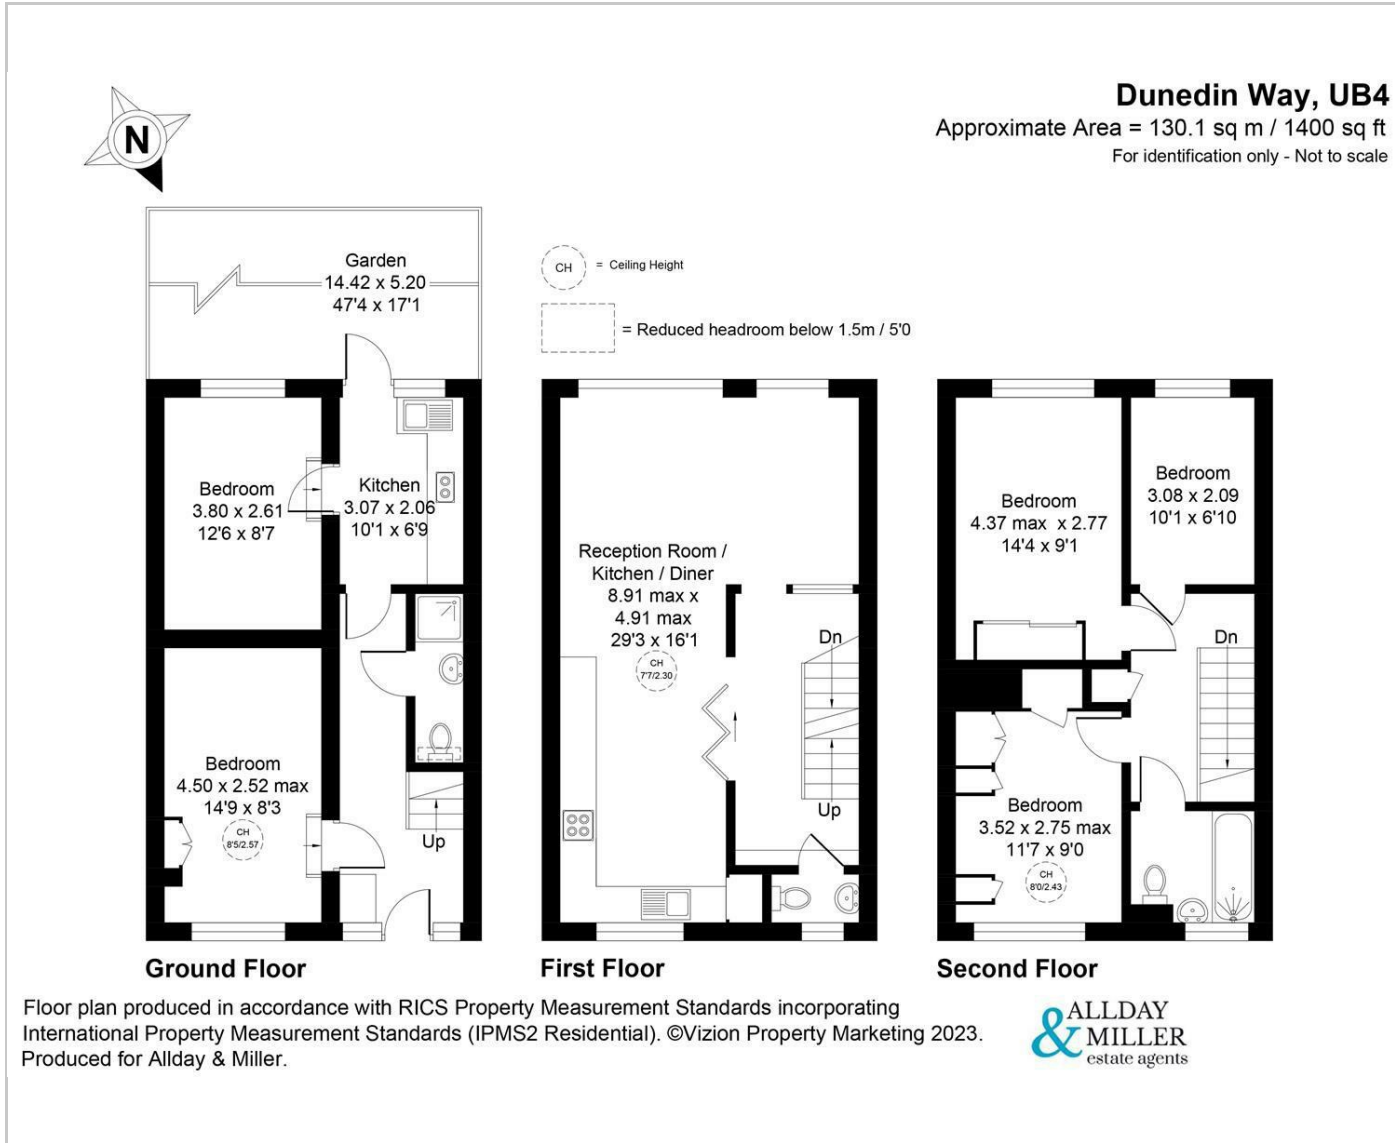 Dunedin Way, UB4
Approximate Area = 130.1 sq m / 1400 sq ft
For identification only - Not to scale
N
Garden
14.42 x 5.20
47'4 x 17'1
CH = Ceiling Height
= Reduced headroom below 1.5m / 5'0
Bedroom
3.80 x 2.61
12'6 x 8'7
Kitchen
3.07 x 2.06
10'1 x 6'9
Bedroom
4.50 x 2.52 max
14'9 x 8'3
CH
8'5/2.57
Up
Ground Floor
Reception Room /
Kitchen / Diner
8.91 max x
4.91 max
29'3 x 16'1
CH
7'7/2.30
Dn
Up
First Floor
Bedroom
4.37 max x 2.77
14'4 x 9'1
Bedroom
3.08 x 2.09
10'1 x 6'10
Dn
Bedroom
3.52 x 2.75 max
11'7 x 9'0
CH
8'0/2.43
Second Floor
Floor plan produced in accordance with RICS Property Measurement Standards incorporating
International Property Measurement Standards (IPMS2 Residential). ©Vizion Property Marketing 2023.
Produced for Allday & Miller.
ALLDAY
& MILLER
estate agents